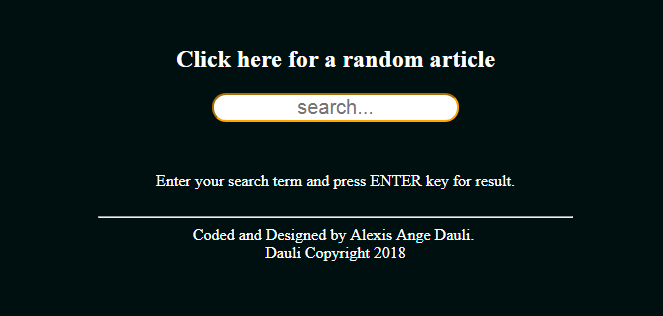 Click here for a random article
search...
Enter your search term and press ENTER key for result.
Coded and Designed by Alexis Ange Dauli.
Dauli Copyright 2018